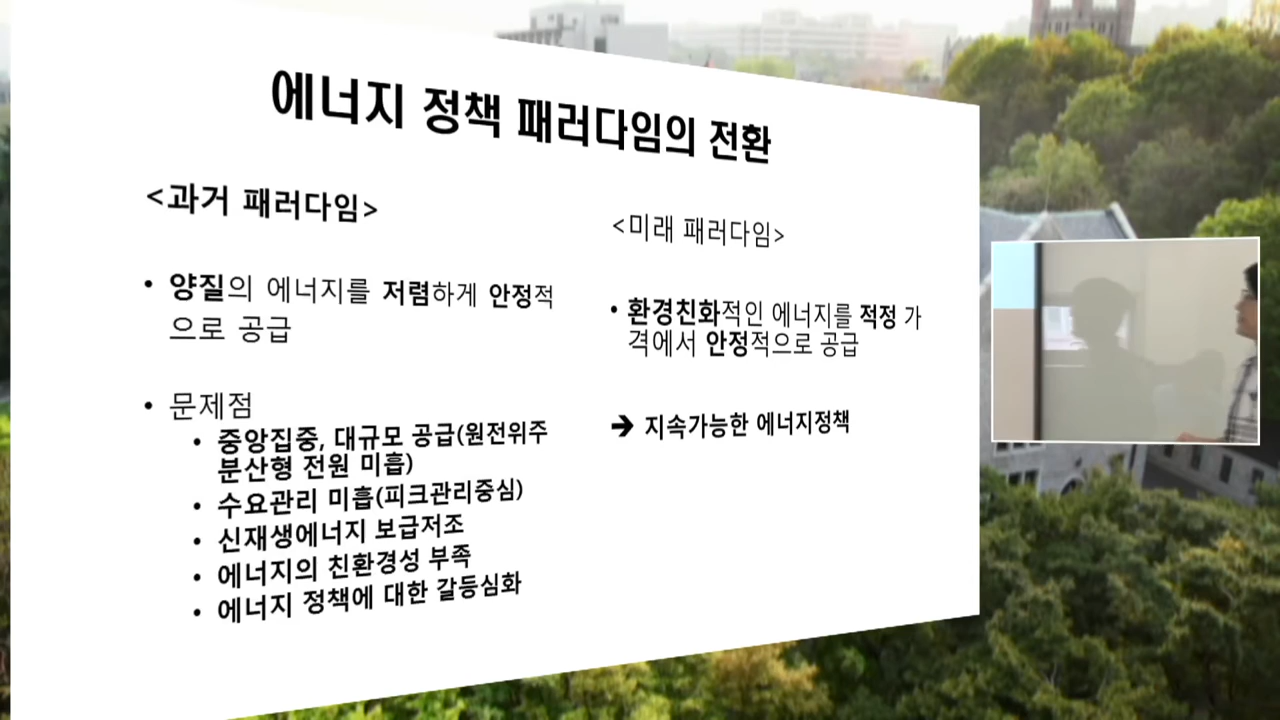 에너지 정책 패러다임의 전환
<과거 패러다임>
• 양질의 에너지를 저렴하게 안정적
으로 공급
• 문제점
• 중앙집중, 대규모 공급(원전위주
분산형 전원 미흡)
• 수요관리 미흡(피크관리중심)
• 신재생에너지 보급저조
• 에너지의 친환경성 부족
• 에너지 정책에 대한 갈등심화
<미래 패러다임>
• 환경친화적인 에너지를 적정 가
격에서 안정적으로 공급
➔ 지속가능한 에너지정책